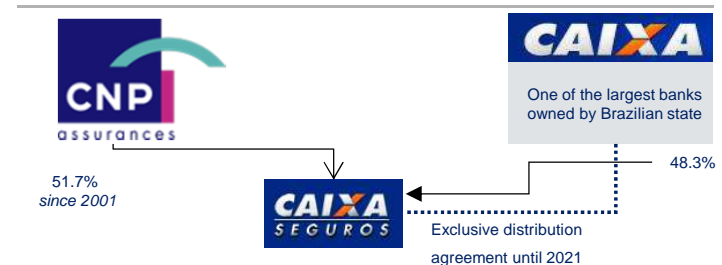 CNP
assurances
51.7%
since 2001
CAIXA
One of the largest banks
owned by Brazilian state
48.3%
CAIXA
SEGUROS
Exclusive distribution
agreement until 2021